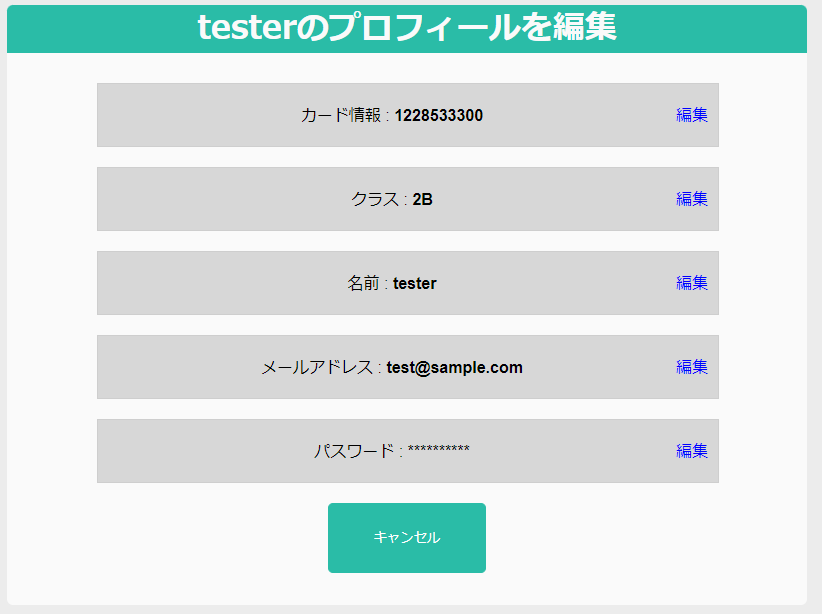 testerのプロフィールを編集
カード情報 : 1228533300 編集
クラス : 2B 編集
名前 : tester 編集
メールアドレス : test@sample.com 編集
パスワード : ********** 編集
キャンセル